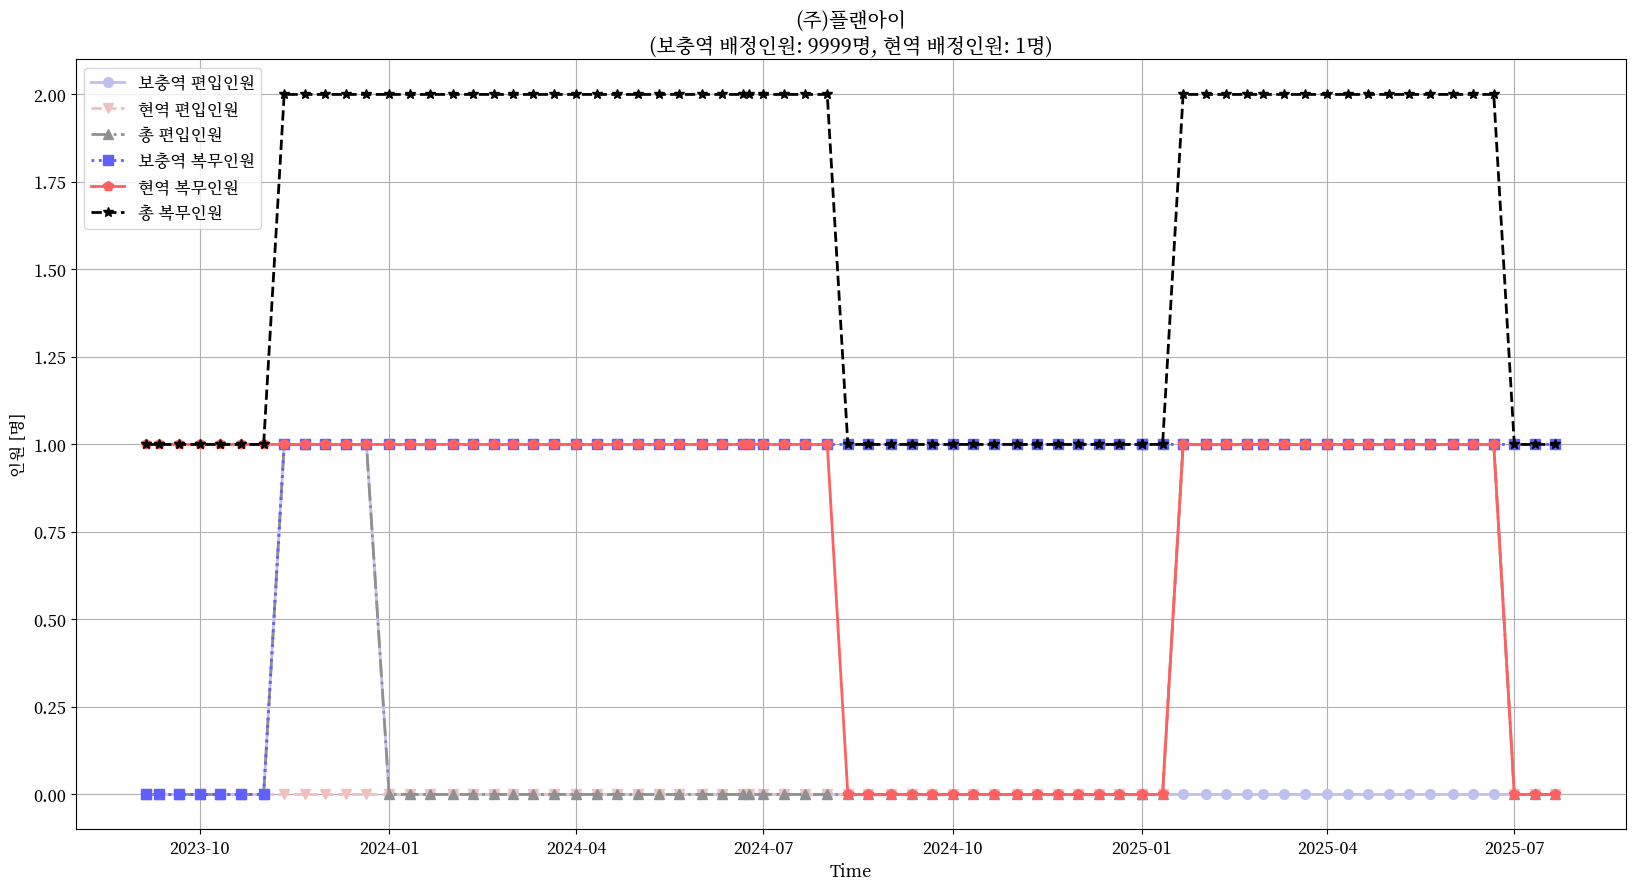 (주)플랜아이
(보충역 배정인원: 9999명, 현역 배정인원: 1명)
보충역 편입인원
현역 편입인원
총 편입인원
보충역 복무인원
현역 복무인원
총 복무인원
2.00
1.75
1.50
1.25
1.00
0.75
0.50
0.25
0.00
인원 [명]
2023-10 2024-01 2024-04 2024-07 2024-10 2025-01 2025-04 2025-07
Time